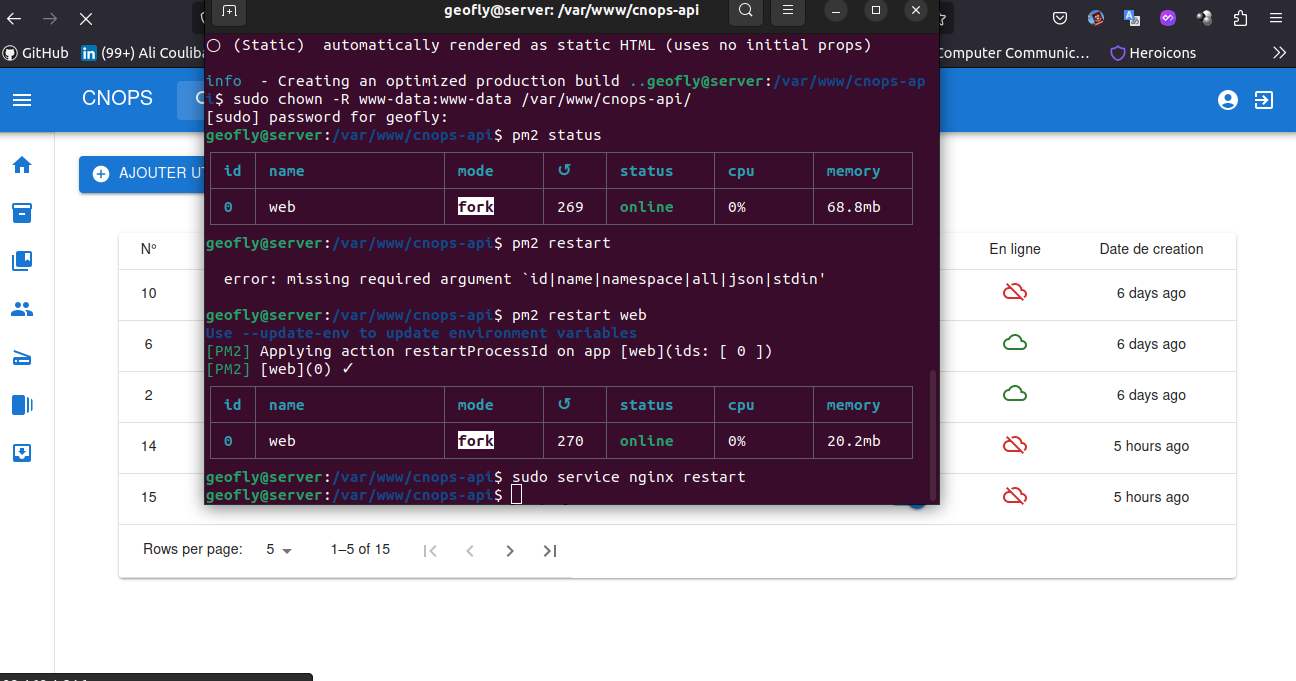 geofly@server: /var/www/cnops-api
GitHub
in (99+) Ali Couliba
Computer Communic…
Heroicons
CNOPS
AJOUTER UT
○ (Static)  automatically rendered as static HTML (uses no initial props)
info  - Creating an optimized production build ..geofly@server:/var/www/cnops-ap
i$ sudo chown -R www-data:www-data /var/www/cnops-api/
[sudo] password for geofly:
geofly@server:/var/www/cnops-api$ pm2 status
id name mode ↺ status cpu memory
0 web fork 269 online 0% 68.8mb
geofly@server:/var/www/cnops-api$ pm2 restart
error: missing required argument `id|name|namespace|all|json|stdin'
geofly@server:/var/www/cnops-api$ pm2 restart web
Use --update-env to update environment variables
[PM2] Applying action restartProcessId on app [web](ids: [ 0 ])
[PM2] [web](0) ✓
id name mode ↺ status cpu memory
0 web fork 270 online 0% 20.2mb
geofly@server:/var/www/cnops-api$ sudo service nginx restart
geofly@server:/var/www/cnops-api$
Nº En ligne Date de creation
10 6 days ago
6 6 days ago
2 6 days ago
14 5 hours ago
15 5 hours ago
Rows per page: 5 1–5 of 15